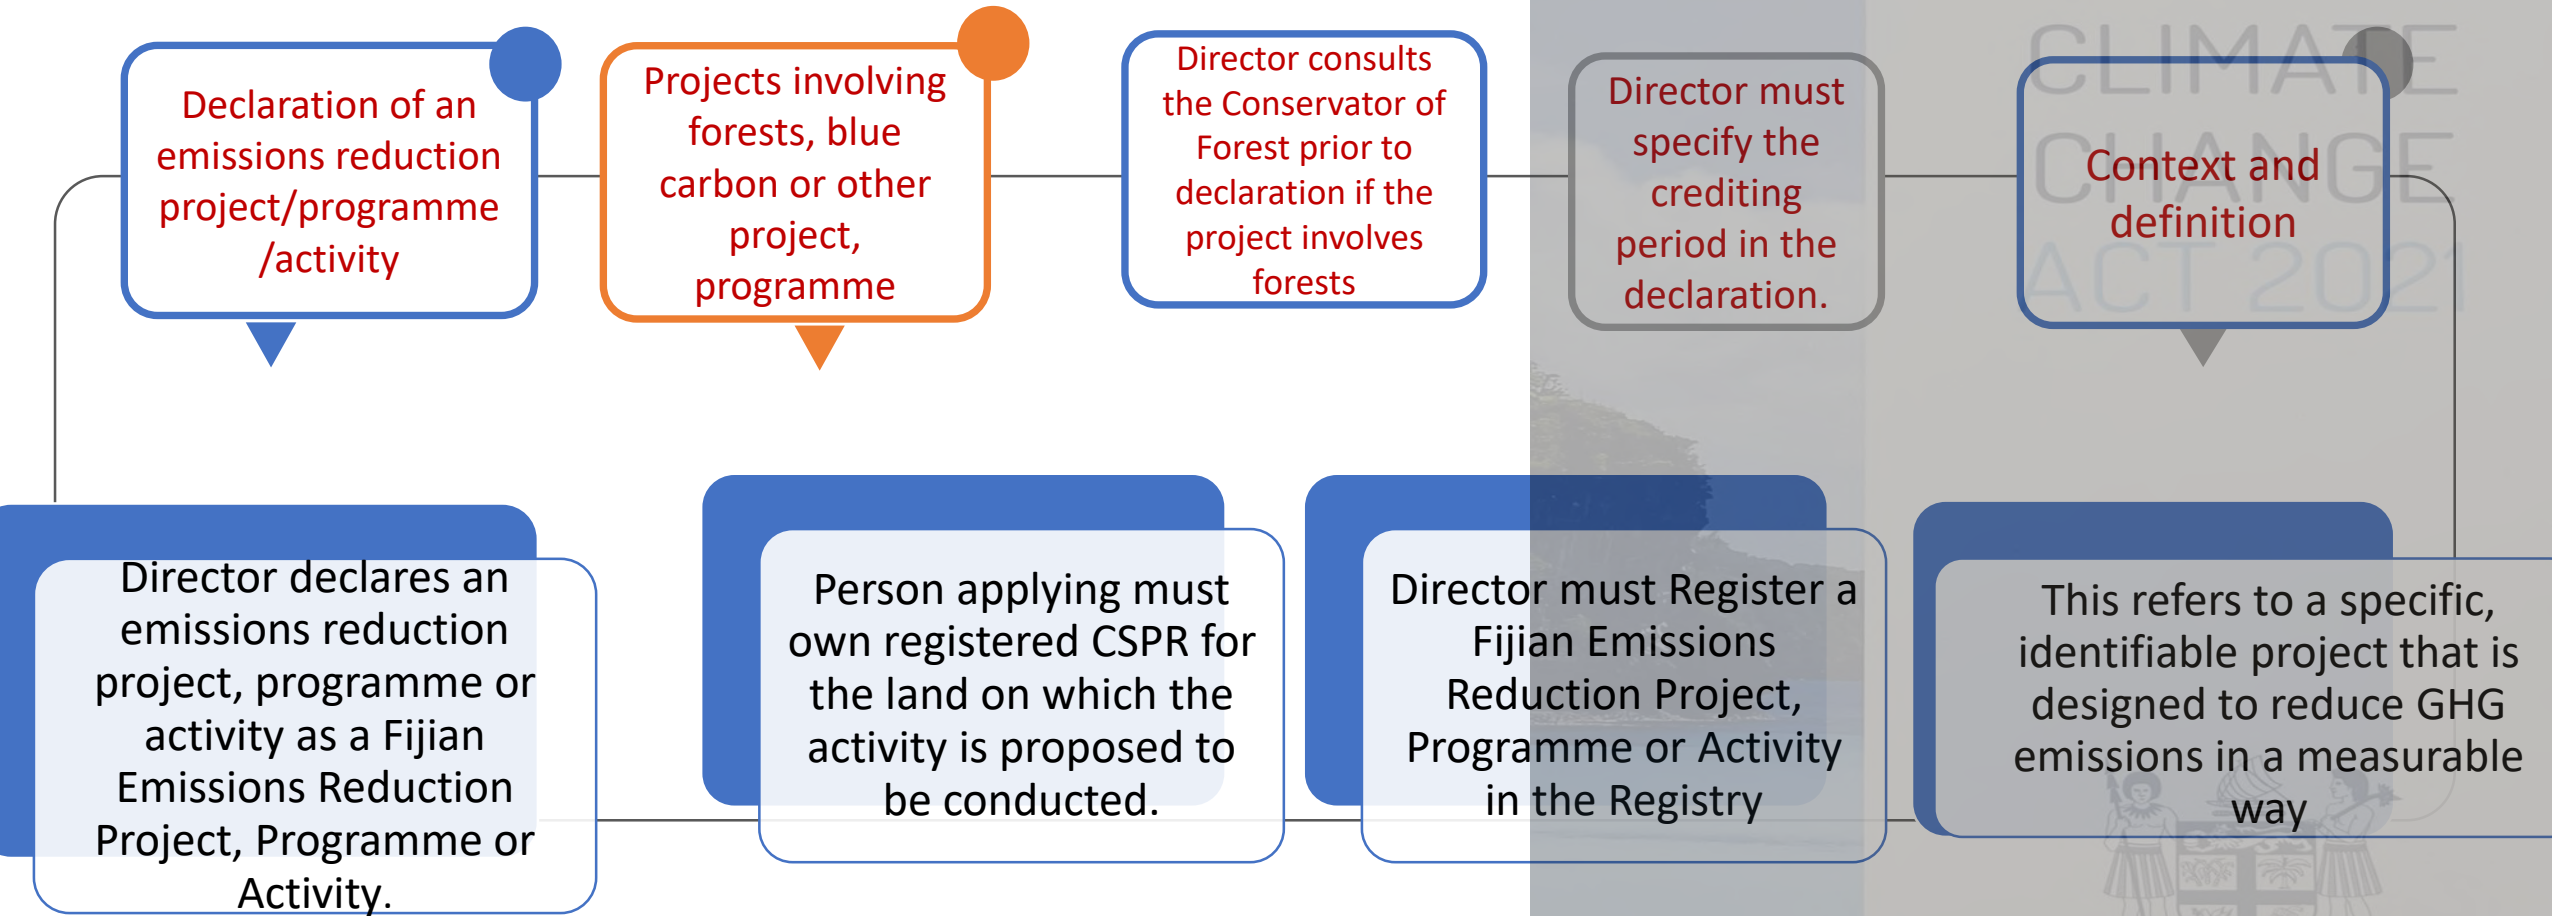 Declaration of an
emissions reduction
project/programme
/activity
Projects involving
forests, blue
carbon or other
project,
programme
Director consults
the Conservator of
Forest prior to
declaration if the
project involves
forests
Director must
specify the
crediting
period in the
declaration.
CLIMATE
CHANGE
ACT 2021
Context and
definition
Director declares an
emissions reduction
project, programme or
activity as a Fijian
Emissions Reduction
Project, Programme or
Activity.
Person applying must
own registered CSPR for
the land on which the
activity is proposed to
be conducted.
Director must Register a
Fijian Emissions
Reduction Project,
Programme or Activity
in the Registry
This refers to a specific,
identifiable project that is
designed to reduce GHG
emissions in a measurable
way